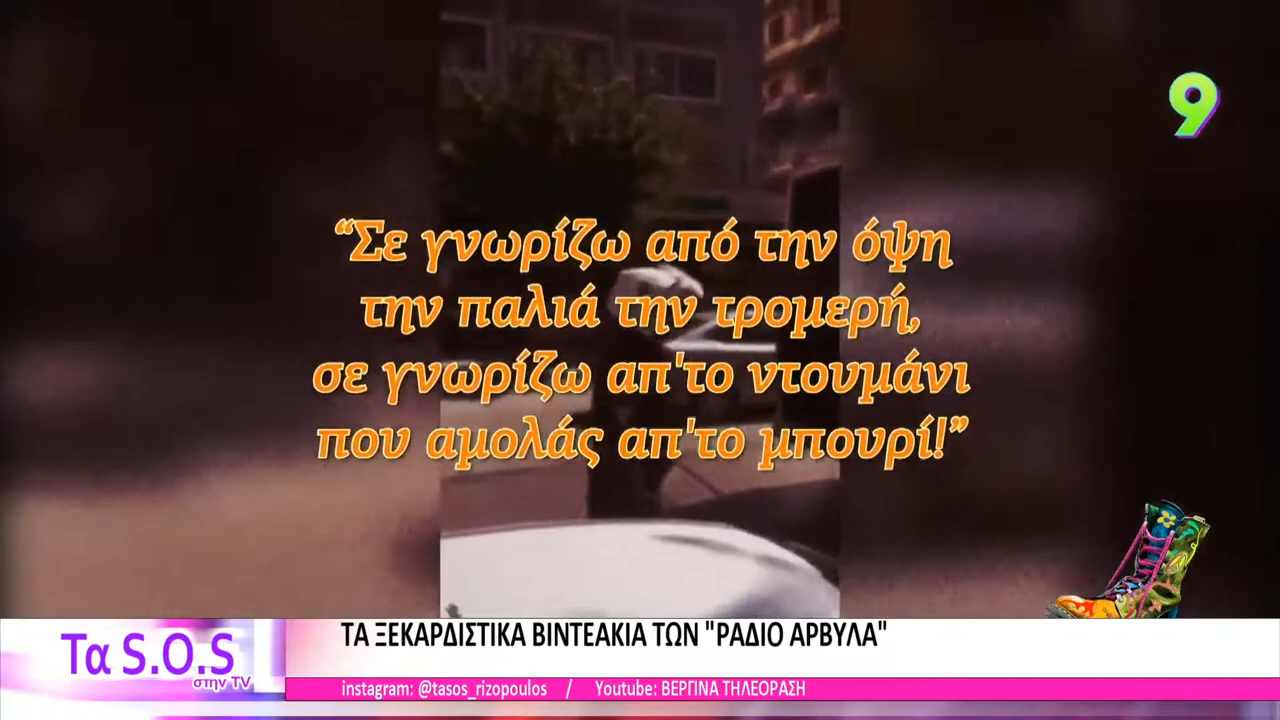 9
“Σε γνωρίζω από την όψη
την παλιά την τρομερή,
σε γνωρίζω απ'το ντουμάνι
που αμολάς απ'το μπουρί!”
ΤΑ ΞΕΚΑΡΔΙΣΤΙΚΑ ΒΙΝΤΕΑΚΙΑ ΤΩΝ "ΡΑΔΙΟ ΑΡΒΥΛΑ"
Τα S.O.S
στην TV
instagram: @tasos_rizopoulos / Youtube: ΒΕΡΓΙΝΑ ΤΗΛΕΟΡΑΣΗ